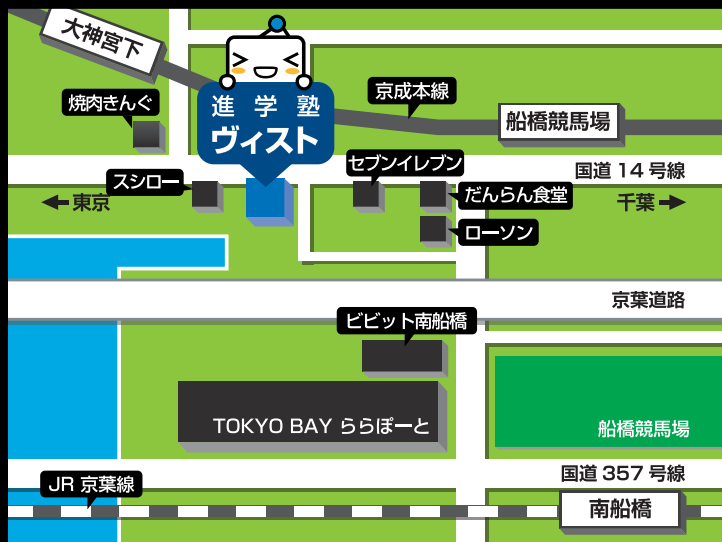 大神宮下
焼肉きんぐ
進学塾
ヴィスト
京成本線
船橋競馬場
国道 14 号線
セブンイレブン
スシロー
だんらん食堂
東京
千葉
ローソン
京葉道路
ビビット南船橋
TOKYO BAY ららぽーと
船橋競馬場
国道 357 号線
JR 京葉線
南船橋